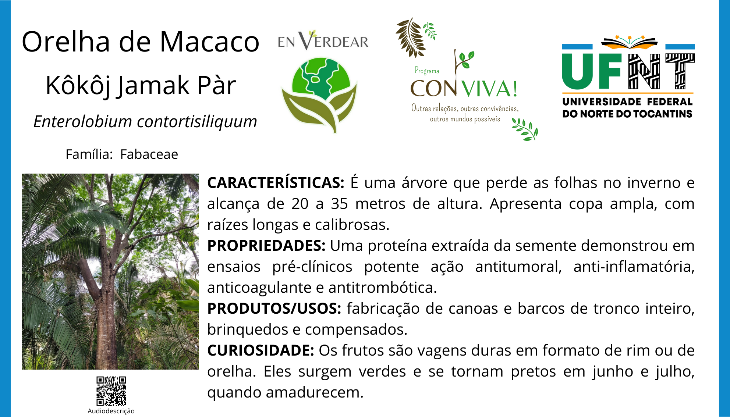 Orelha de Macaco
Kôkôj Jamak Pàr
Enterolobium contortisiliquum
Família: Fabaceae
EN VERDEAR
Programa
CONVIVA!
Outras relações, outras convivências,
outros mundos possíveis.
UFNT
UNIVERSIDADE FEDERAL
DO NORTE DO TOCANTINS
CARACTERÍSTICAS: É uma árvore que perde as folhas no inverno e
alcança de 20 a 35 metros de altura. Apresenta copa ampla, com
raízes longas e calibrosas.
PROPRIEDADES: Uma proteína extraída da semente demonstrou em
ensaios pré-clínicos potente ação antitumoral, anti-inflamatória,
anticoagulante e antitrombótica.
PRODUTOS/USOS: fabricação de canoas e barcos de tronco inteiro,
brinquedos e compensados.
CURIOSIDADE: Os frutos são vagens duras em formato de rim ou de
orelha. Eles surgem verdes e se tornam pretos em junho e julho,
quando amadurecem.
Audiodescrição